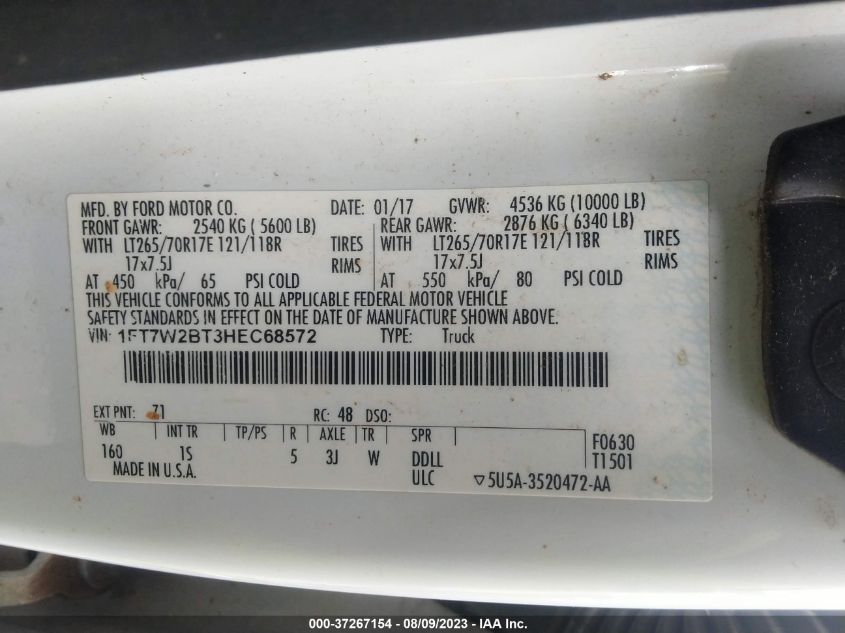 MFD. BY FORD MOTOR CO. DATE: 01/17 GVWR: 4536 KG (10000 LB)
FRONT GAWR: 2540 KG ( 5600 LB) REAR GAWR: 2876 KG ( 6340 LB)
WITH LT265/70R17E 121/118R TIRES WITH LT265/70R17E 121/118R TIRES
17x7.5J RIMS 17x7.5J RIMS
AT 450 kPa/ 65 PSI COLD AT 550 kPa/ 80 PSI COLD
THIS VEHICLE CONFORMS TO ALL APPLICABLE FEDERAL MOTOR VEHICLE
SAFETY STANDARDS IN EFFECT ON THE DATE OF MANUFACTURE SHOWN ABOVE.
VIN: 1FT7W2BT3HEC68572 TYPE: Truck
EXT PNT: Z1 RC: 48 DSO:
WB INT TR TP/PS R AXLE TR SPR F0630
160 1S 5 3J W DDLL T1501
MADE IN U.S.A. ULC ▽5U5A-3520472-AA
000-37267154 - 08/09/2023 - IAA Inc.